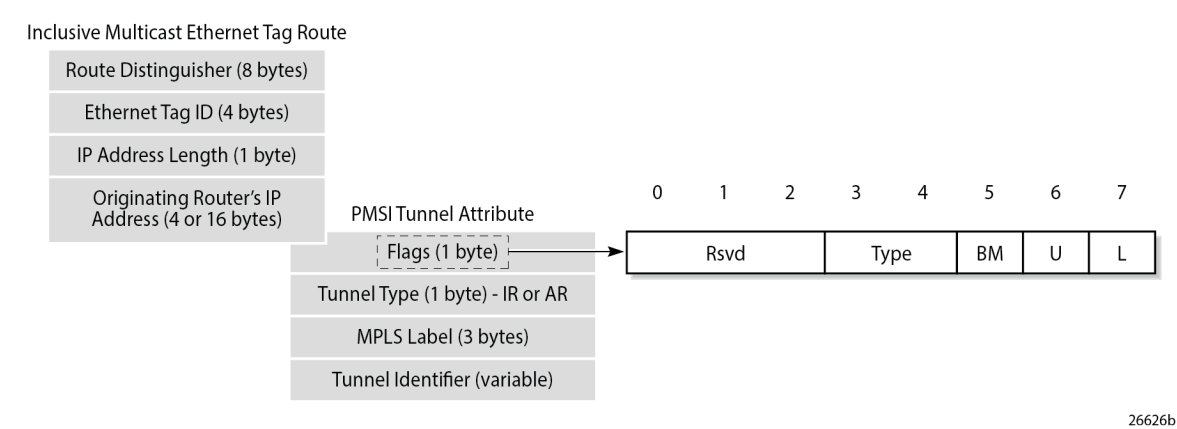 Inclusive Multicast Ethernet Tag Route
Route Distinguisher (8 bytes)
Ethernet Tag ID (4 bytes)
IP Address Length (1 byte)
Originating Router's IP
Address (4 or 16 bytes)
PMSI Tunnel Attribute
Flags (1 byte)
Tunnel Type (1 byte) - IR or AR
MPLS Label (3 bytes)
Tunnel Identifier (variable)
0 1 2 3 4 5 6 7
Rsvd Type BM U L
26626b